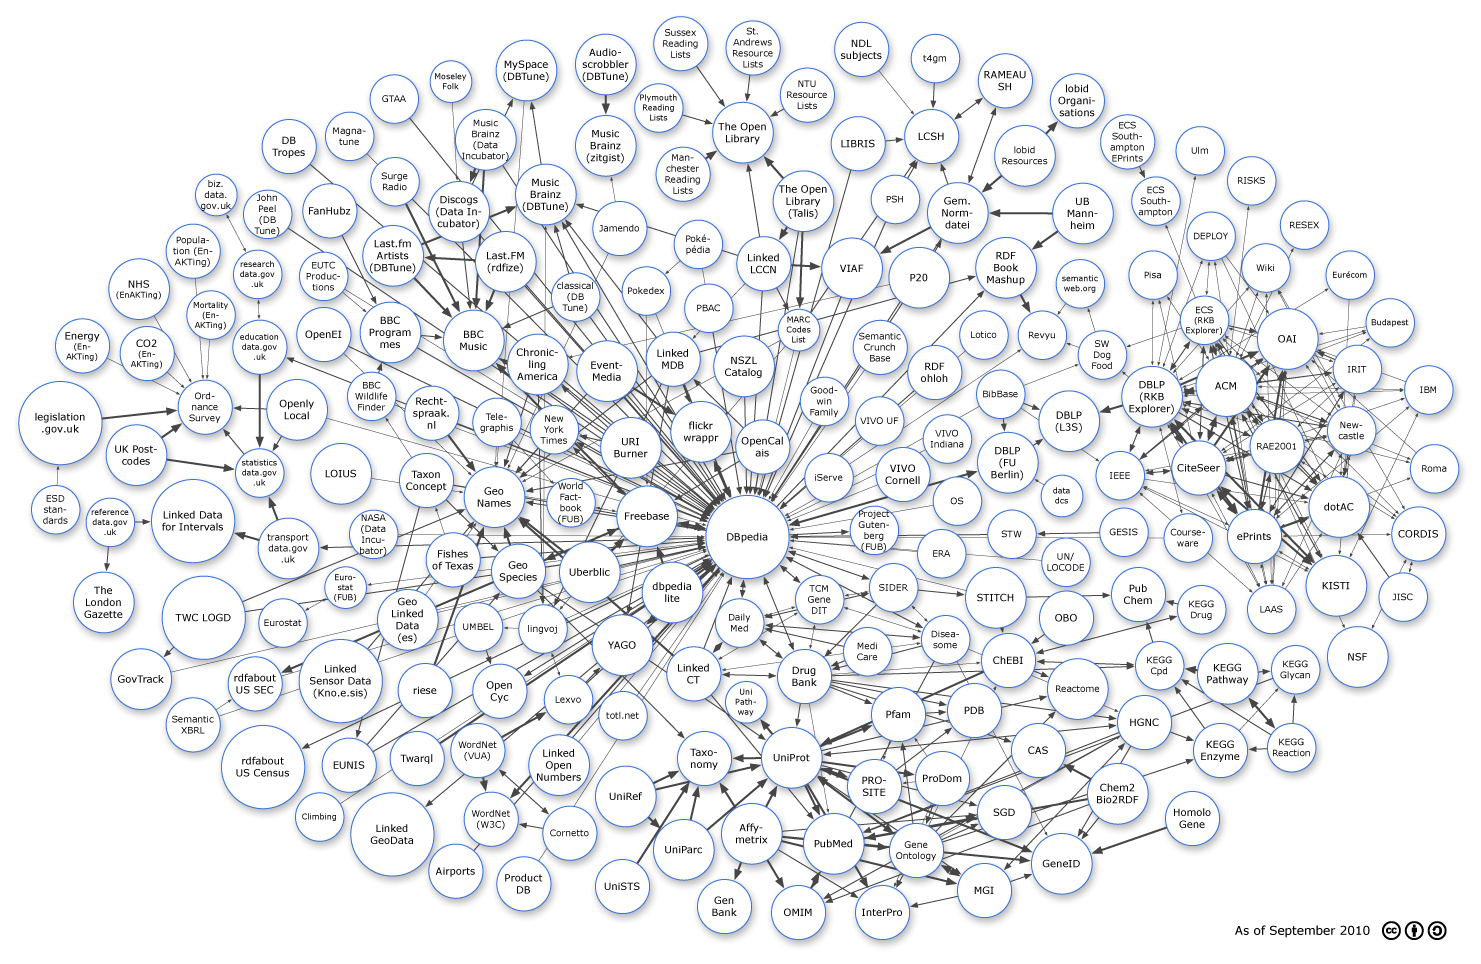 MySpace
(DBTune)
Audio-
scrobbler
(DBTune)
Sussex
Reading
Lists
St.
Andrews
Resource
Lists
NDL
subjects
t4gm
RAMEAU
SH
lobid
Organi-
sations
GTAA
Moseley
Folk
Plymouth
Reading
Lists
NTU
Resource
Lists
The Open
Library
LCSH
LIBRIS
lobid
Resources
ECS
South-
ampton
EPrints
Ulm
DB
Tropes
Magna-
tune
Music
Brainz
(Data
Incubator)
Music
Brainz
(zitgist)
Man-
chester
Reading
Lists
RISKS
biz.
data.
gov.uk
John
Peel
(DB
Tune)
FanHubz
Surge
Radio
Discogs
(Data In-
cubator)
Music
Brainz
(DBTune)
The Open
Library
(Talis)
PSH
Gem.
Norm-
datei
UB
Mann-
heim
ECS
South-
ampton
RESEX
DEPLOY
Jamendo
Poké-
pédia
Popula-
tion (En-
AKTing)
Last.fm
Artists
(DBTune)
Last.FM
(rdfize)
Linked
LCCN
VIAF
P20
RDF
Book
Mashup
semantic
web.org
Pisa
Wiki
Eurécom
research
data.gov
.uk
EUTC
Produc-
tions
classical
(DB
Tune)
Pokedex
PBAC
NHS
(EnAKTing)
Mortality
(En-
AKTing)
Energy
(En-
AKTing)
CO2
(En-
AKTing)
education
data.gov
.uk
OpenEI
BBC
Program
mes
BBC
Music
Chronic-
ling
America
Event-
Media
Linked
MDB
NSZL
Catalog
MARC
Codes
List
Semantic
Crunch
Base
Lotico
Revyu
SW
Dog
Food
ECS
(RKB
Explorer)
OAI
Budapest
IRIT
IBM
RDF
ohloh
Good-
win
Family
BibBase
DBLP
(RKB
Explorer)
ACM
legislation
.gov.uk
Ord-
nance
Survey
Openly
Local
BBC
Wildlife
Finder
Recht-
spraak.
nl
Tele-
graphis
New
York
Times
URI
Burner
flickr
wrappr
OpenCal
ais
VIVO UF
VIVO
Indiana
DBLP
(L3S)
RAE2001
New-
castle
UK Post-
codes
statistics
data.gov
.uk
LOIUS
Taxon
Concept
Geo
Names
World
Fact-
book
(FUB)
Freebase
iServe
VIVO
Cornell
DBLP
(FU
Berlin)
IEEE
CiteSeer
Roma
ESD
stan-
dards
reference
data.gov
.uk
Linked Data
for Intervals
transport
data.gov
.uk
NASA
(Data
Incu-
bator)
DBpedia
Project
Guten-
berg
(FUB)
OS
data
dcs
STW
GESIS
Course-
ware
ePrints
dotAC
CORDIS
Fishes
of Texas
Geo
Species
Uberblic
ERA
UN/
LOCODE
The
London
Gazette
TWC LOGD
Euro-
stat
(FUB)
Eurostat
Geo
Linked
Data
(es)
UMBEL
lingvoj
dbpedia
lite
YAGO
Daily
Med
TCM
Gene
DIT
SIDER
STITCH
Pub
Chem
KEGG
Drug
LAAS
KISTI
JISC
NSF
Disea-
some
Medi
Care
OBO
GovTrack
rdfabout
US SEC
Linked
Sensor Data
(Kno.e.sis)
riese
Open
Cyc
Lexvo
totl.net
Linked
CT
Drug
Bank
Uni
Path-
way
ChEBI
Reactome
KEGG
Cpd
KEGG
Pathway
KEGG
Glycan
Semantic
XBRL
rdfabout
US Census
EUNIS
Twarql
WordNet
(VUA)
Linked
Open
Numbers
Taxo-
nomy
UniProt
Pfam
PDB
HGNC
CAS
KEGG
Enzyme
KEGG
Reaction
PRO-
SITE
ProDom
Climbing
Linked
GeoData
WordNet
(W3C)
Cornetto
UniRef
UniParc
Affy-
metrix
PubMed
Gene
Ontology
SGD
Chem2
Bio2RDF
Homolo
Gene
Airports
Product
DB
UniSTS
Gen
Bank
OMIM
InterPro
MGI
GeneID
As of September 2010
cc